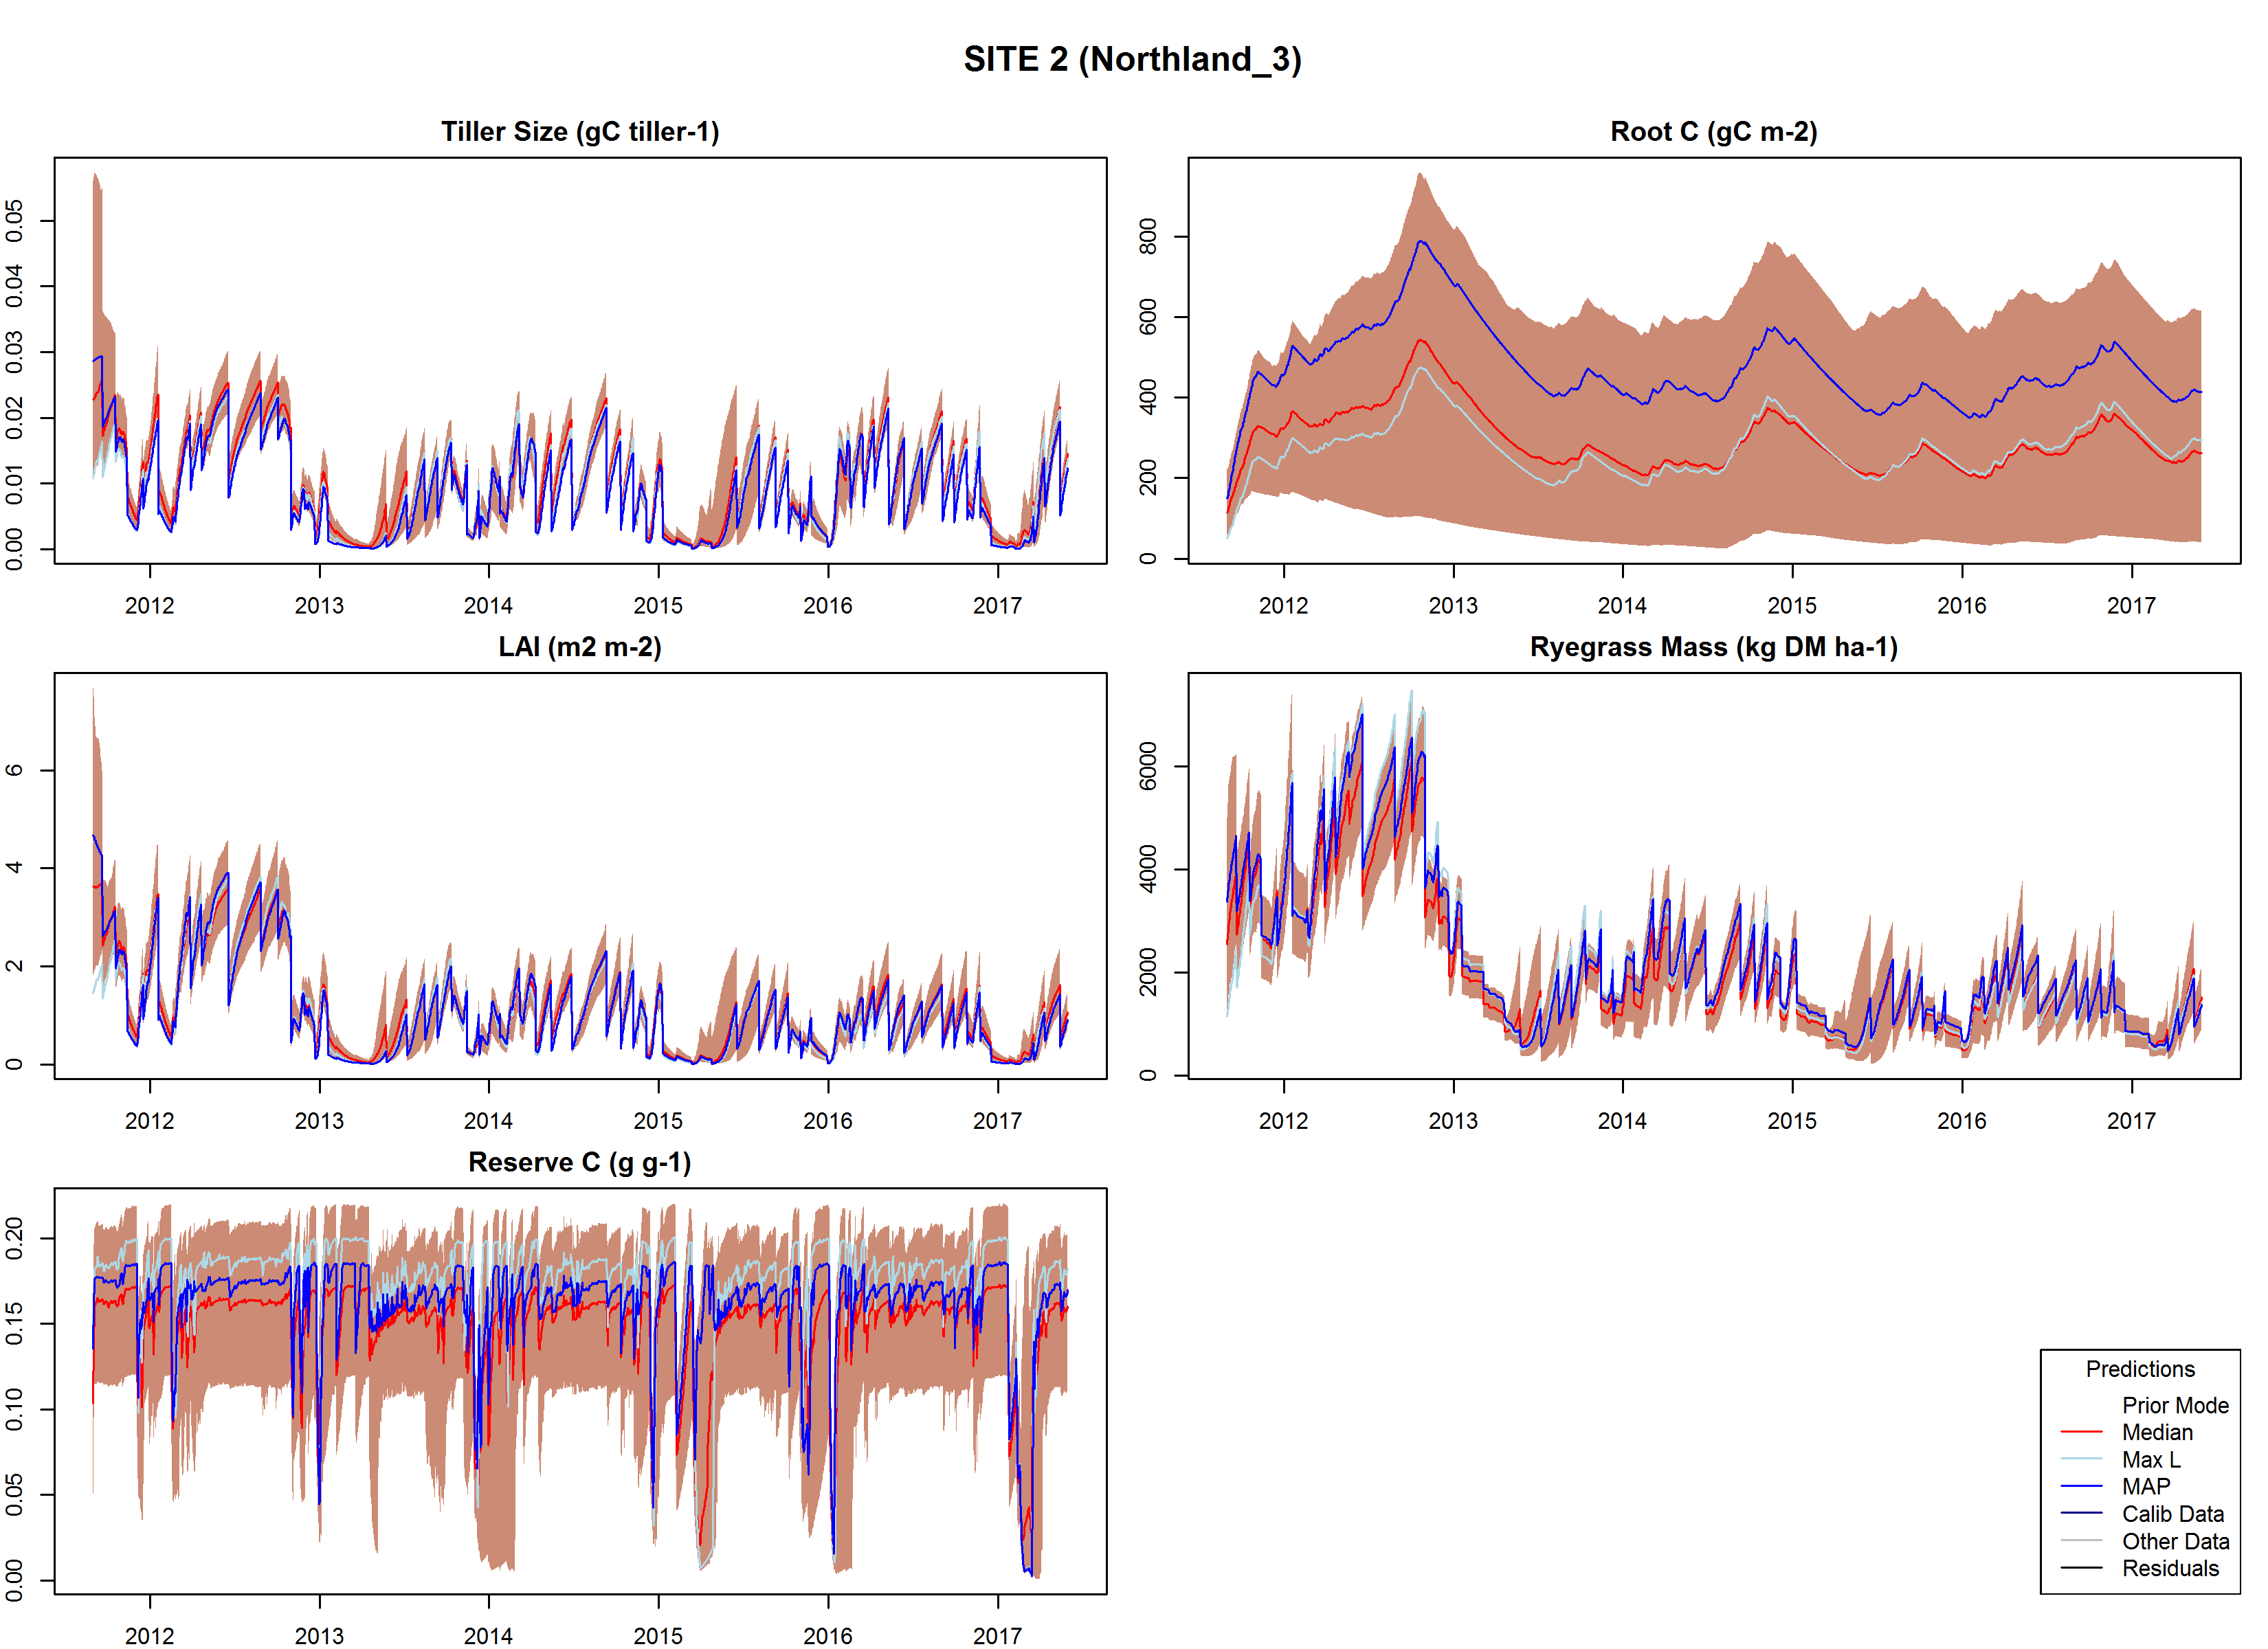 SITE 2 (Northland_3)
Tiller Size (gC tiller-1)
0.00 0.01 0.02 0.03 0.04 0.05
2012 2013 2014 2015 2016 2017
Root C (gC m-2)
0 200 400 600 800
2012 2013 2014 2015 2016 2017
LAI (m2 m-2)
0 2 4 6
2012 2013 2014 2015 2016 2017
Ryegrass Mass (kg DM ha-1)
0 2000 4000 6000
2012 2013 2014 2015 2016 2017
Reserve C (g g-1)
0.00 0.05 0.10 0.15 0.20
2012 2013 2014 2015 2016 2017
Predictions
Prior Mode
Median
Max L
MAP
Calib Data
Other Data
Residuals